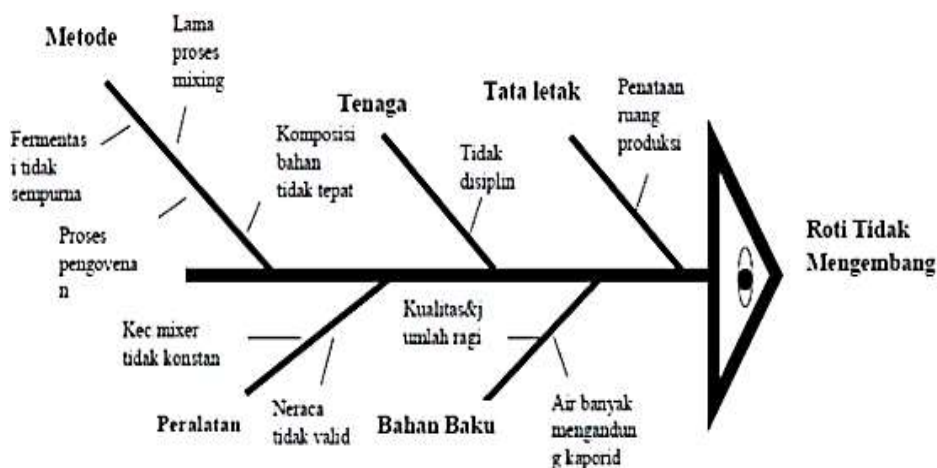 Metode
Lama
proses
mixing
Fermentas
i tidak
sempurna
Proses
pengovena
n
Komposisi
bahan
tidak tepat
Tenaga
Tidak
disiplin
Tata letak
Penataan
ruang
produksi
Roti Tidak
Mengembang
Kec mixer
tidak konstan
Peralatan
Neraca
tidak valid
Kualitas&j
umlah ragi
Bahan Baku
Air banyak
mengandun
g kaporid